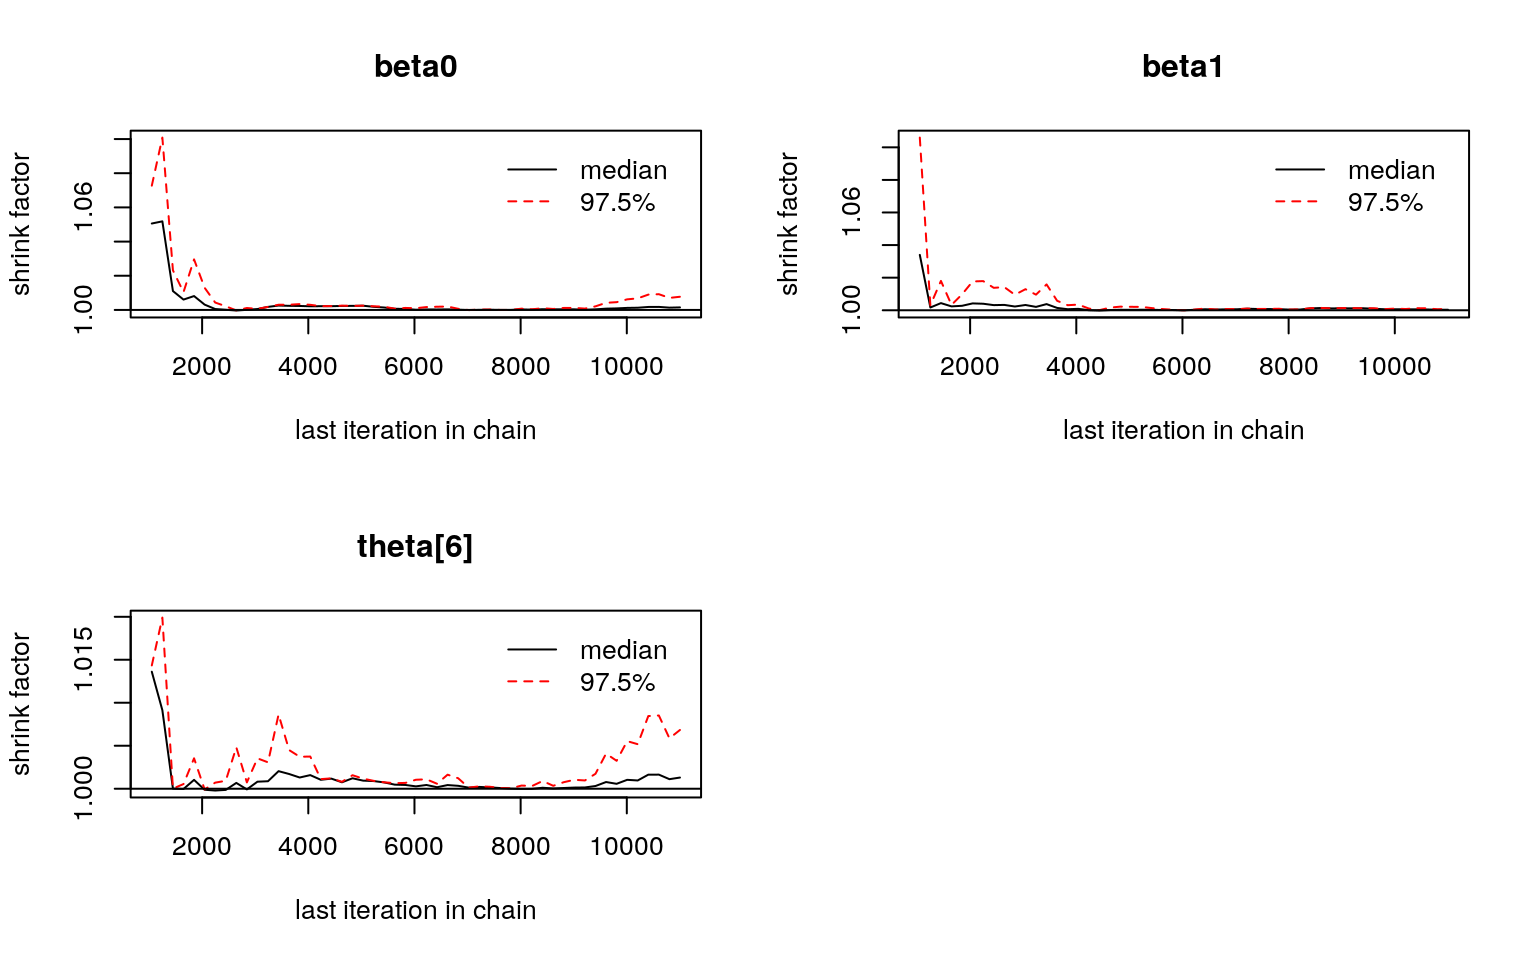 beta0
shrink factor
1.06
1.00
median
97.5%
2000 4000 6000 8000 10000
last iteration in chain
beta1
shrink factor
1.06
1.00
median
97.5%
2000 4000 6000 8000 10000
last iteration in chain
theta[6]
shrink factor
1.015
1.000
median
97.5%
2000 4000 6000 8000 10000
last iteration in chain